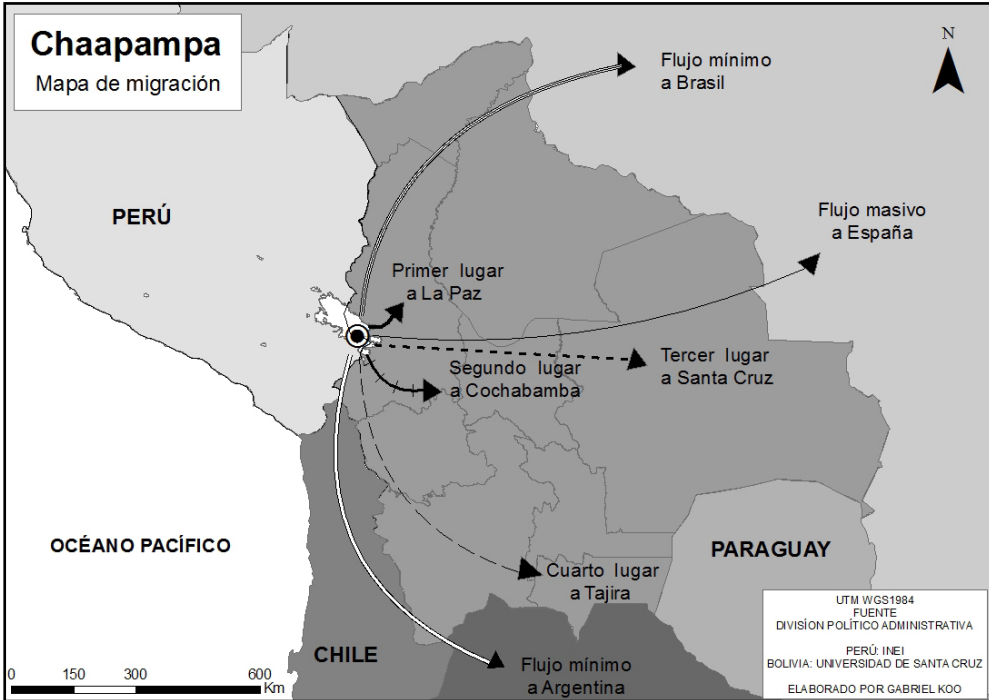 Chaapampa
Mapa de migración
N
Flujo mínimo
a Brasil
PERÚ
Flujo masivo
a España
Primer lugar
a La Paz
Tercer lugar
a Santa Cruz
Segundo lugar
a Cochabamba
OCÉANO PACÍFICO
PARAGUAY
Cuarto lugar
a Tajira
CHILE
Flujo mínimo
a Argentina
0 150 300 600
Km
UTM WGS1984
FUENTE
DIVISÍON POLÍTICO ADMINISTRATIVA
PERÚ: INEI
BOLIVIA: UNIVERSIDAD DE SANTA CRUZ
ELABORADO POR GABRIEL KOO